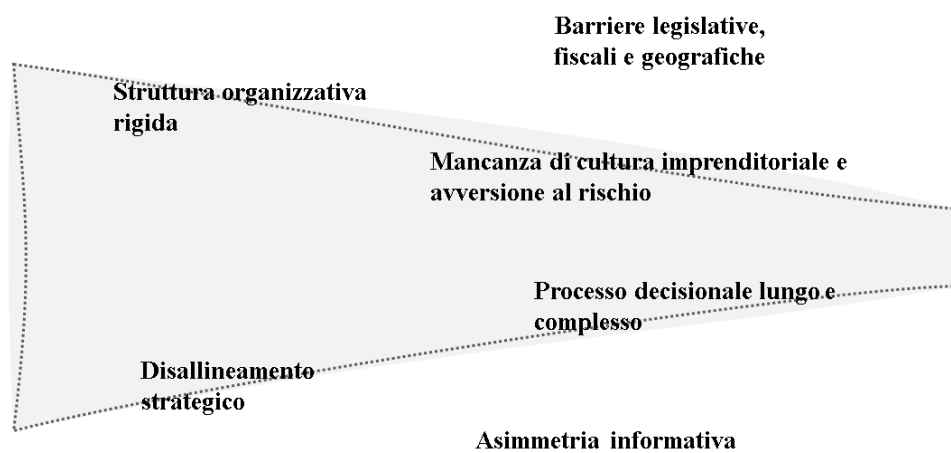 Barriere legislative,
fiscali e geografiche
Struttura organizzativa
rigida
Mancanza di cultura imprenditoriale e
avversione al rischio
Processo decisionale lungo e
complesso
Disallineamento
strategico
Asimmetria informativa